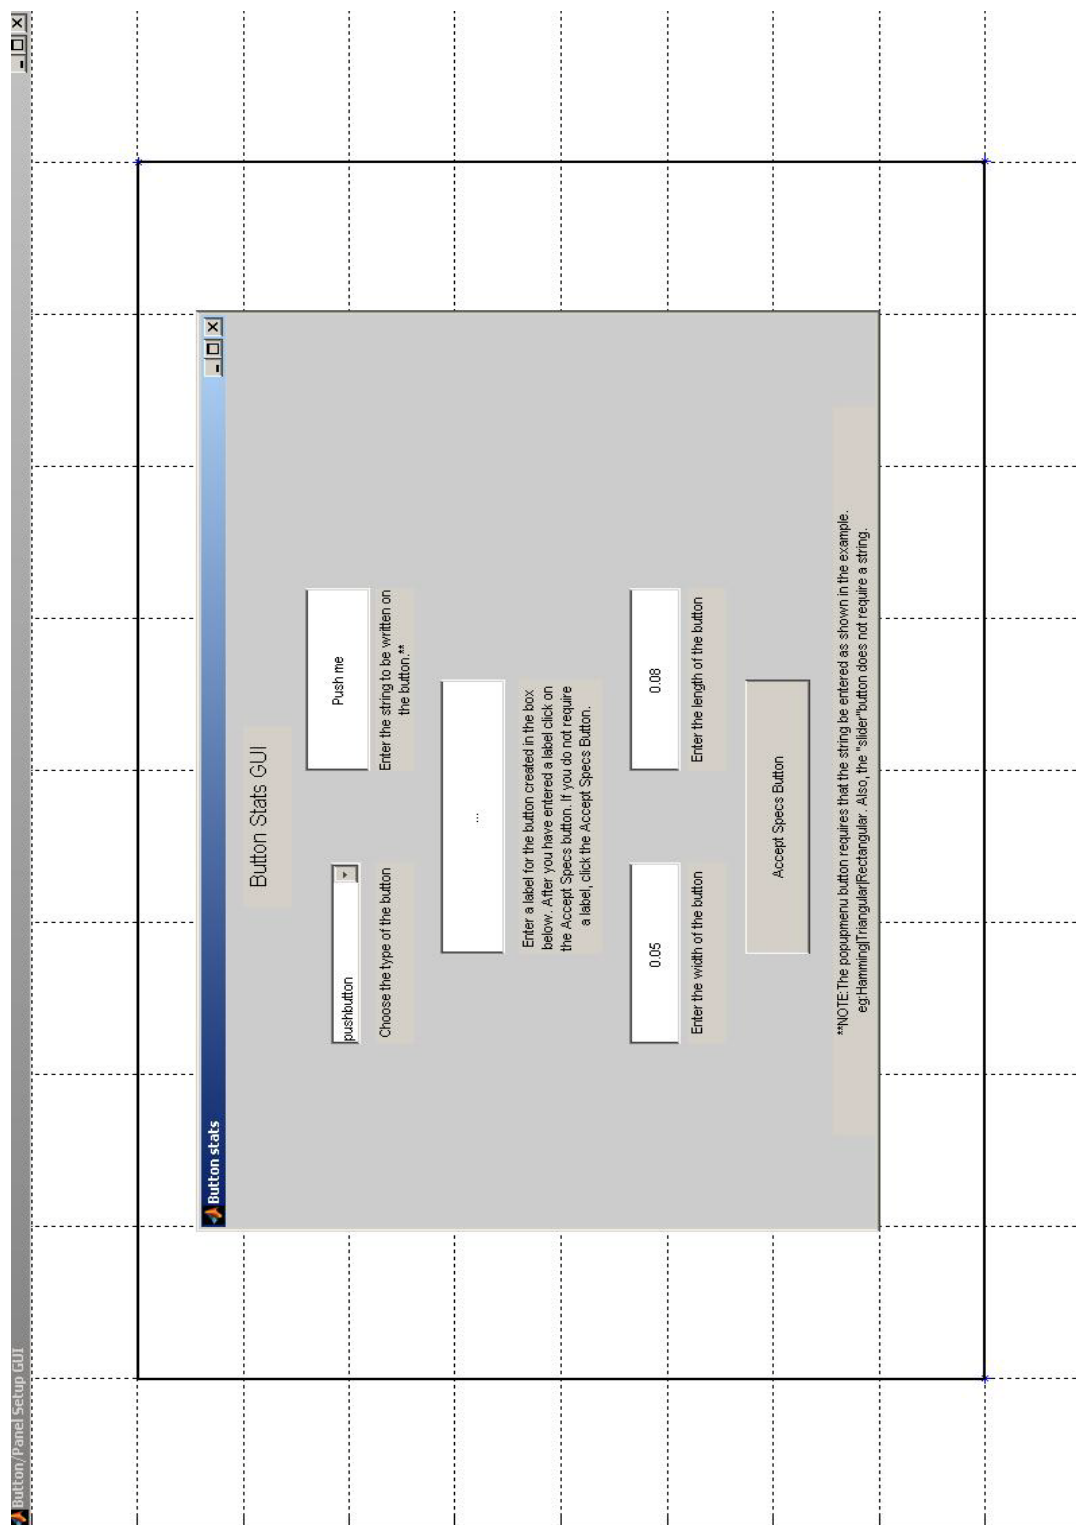 Button/Panel Setup GUI
Button stats
Button Stats GUI
pushbutton
Push me
Choose the type of the button
Enter the string to be written on
the button.**
...
Enter a label for the button created in the box
below. After you have entered a label click on
the Accept Specs button. If you do not require
a label, click the Accept Specs Button.
0.05
0.08
Enter the width of the button
Enter the length of the button
Accept Specs Button
**NOTE:The popupmenu button requires that the string be entered as shown in the example.
eg:Hamming|Triangular|Rectangular. Also, the "slider"button does not require a string.